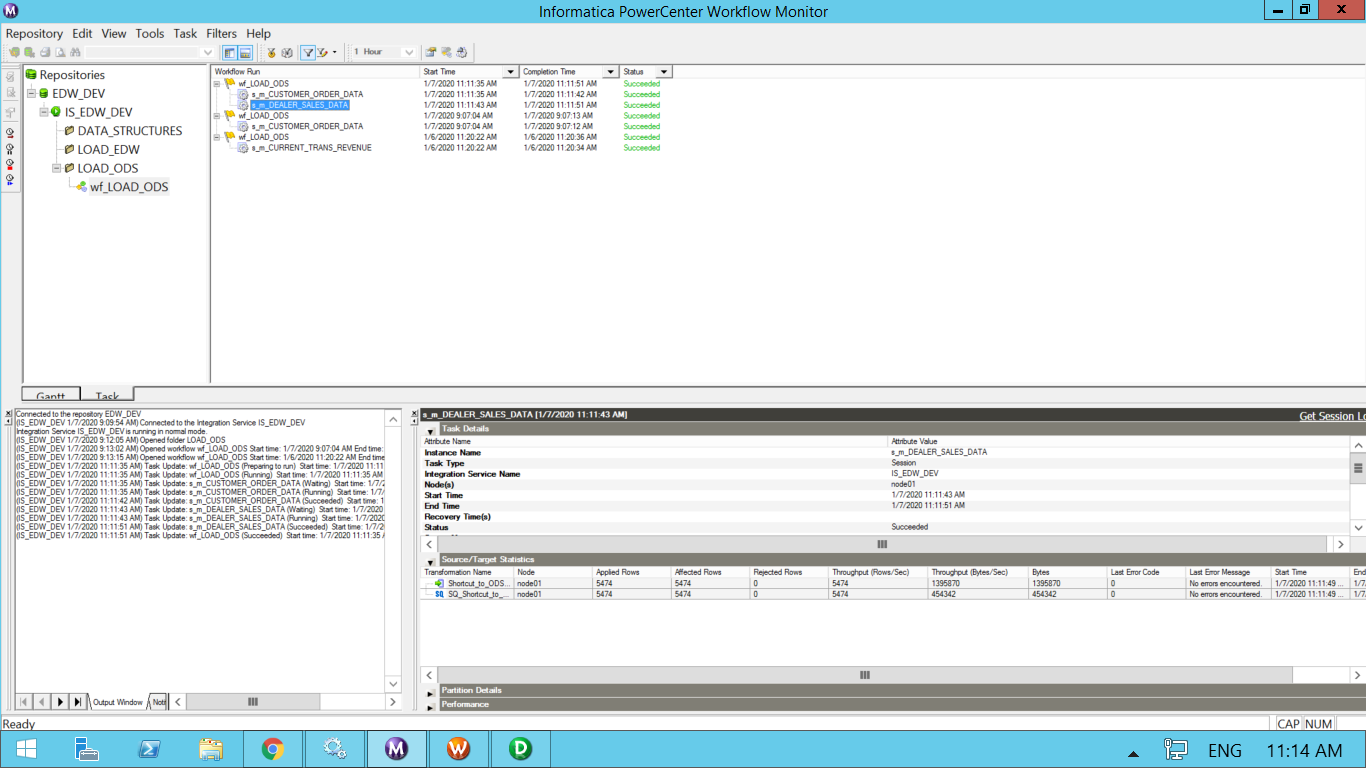 Informatica PowerCenter Workflow Monitor
Repository Edit View Tools Task Filters Help
1 Hour
Repositories
EDW_DEV
IS_EDW_DEV
DATA_STRUCTURES
LOAD_EDW
LOAD_ODS
wf_LOAD_ODS
Workflow Run Start Time Completion Time Status
wf_LOAD_ODS 1/7/2020 11:11:35 AM 1/7/2020 11:11:51 AM Succeeded
s_m_CUSTOMER_ORDER_DATA 1/7/2020 11:11:35 AM 1/7/2020 11:11:42 AM Succeeded
s_m_DEALER_SALES_DATA 1/7/2020 11:11:43 AM 1/7/2020 11:11:51 AM Succeeded
wf_LOAD_ODS 1/7/2020 9:07:04 AM 1/7/2020 9:07:13 AM Succeeded
s_m_CUSTOMER_ORDER_DATA 1/7/2020 9:07:04 AM 1/7/2020 9:07:12 AM Succeeded
wf_LOAD_ODS 1/6/2020 11:20:22 AM 1/6/2020 11:20:36 AM Succeeded
s_m_CURRENT_TRANS_REVENUE 1/6/2020 11:20:22 AM 1/6/2020 11:20:34 AM Succeeded
Gantt Task
Connected to the repository EDW_DEV
(IS_EDW_DEV 1/7/2020 9:09:54 AM) Connected to the Integration Service IS_EDW_DEV
Integration Service IS_EDW_DEV is running in normal mode.
(IS_EDW_DEV 1/7/2020 9:12:05 AM) Opened folder LOAD_ODS
(IS_EDW_DEV 1/7/2020 9:13:02 AM) Opened workflow wf_LOAD_ODS Start time: 1/7/2020 9:07:04 AM End time:
(IS_EDW_DEV 1/7/2020 9:13:15 AM) Opened workflow wf_LOAD_ODS Start time: 1/6/2020 11:20:22 AM End time
(IS_EDW_DEV 1/7/2020 11:11:35 AM) Task Update: wf_LOAD_ODS (Preparing to run) Start time: 1/7/2020 11:11
(IS_EDW_DEV 1/7/2020 11:11:35 AM) Task Update: wf_LOAD_ODS (Running) Start time: 1/7/2020 11:11:35 AM
(IS_EDW_DEV 1/7/2020 11:11:35 AM) Task Update: s_m_CUSTOMER_ORDER_DATA (Waiting) Start time: 1/7/2
(IS_EDW_DEV 1/7/2020 11:11:35 AM) Task Update: s_m_CUSTOMER_ORDER_DATA (Running) Start time: 1/7/
(IS_EDW_DEV 1/7/2020 11:11:42 AM) Task Update: s_m_CUSTOMER_ORDER_DATA (Succeeded) Start time: 1
(IS_EDW_DEV 1/7/2020 11:11:43 AM) Task Update: s_m_DEALER_SALES_DATA (Waiting) Start time: 1/7/2020
(IS_EDW_DEV 1/7/2020 11:11:43 AM) Task Update: s_m_DEALER_SALES_DATA (Running) Start time: 1/7/2020
(IS_EDW_DEV 1/7/2020 11:11:51 AM) Task Update: s_m_DEALER_SALES_DATA (Succeeded) Start time: 1/7/2
(IS_EDW_DEV 1/7/2020 11:11:51 AM) Task Update: wf_LOAD_ODS (Succeeded) Start time: 1/7/2020 11:11:35
Output Window Noti
s_m_DEALER_SALES_DATA [1/7/2020 11:11:43 AM] Get Session Lo
Task Details
Attribute Name Attribute Value
Instance Name s_m_DEALER_SALES_DATA
Task Type Session
Integration Service Name IS_EDW_DEV
Node(s) node01
Start Time 1/7/2020 11:11:43 AM
End Time 1/7/2020 11:11:51 AM
Recovery Time(s)
Status Succeeded
Source/Target Statistics
Transformation Name Node Applied Rows Affected Rows Rejected Rows Throughput (Rows/Sec) Throughput (Bytes/Sec) Bytes Last Error Code Last Error Message Start Time End
Shortcut_to_ODS... node01 5474 5474 0 5474 1395870 1395870 0 No errors encountered. 1/7/2020 11:11:49 ... 1/7/2
SQ_Shortcut_to_... node01 5474 5474 0 5474 454342 454342 0 No errors encountered. 1/7/2020 11:11:49 ... 1/7/2
Partition Details
Performance
Ready
CAP NUM
ENG 11:14 AM